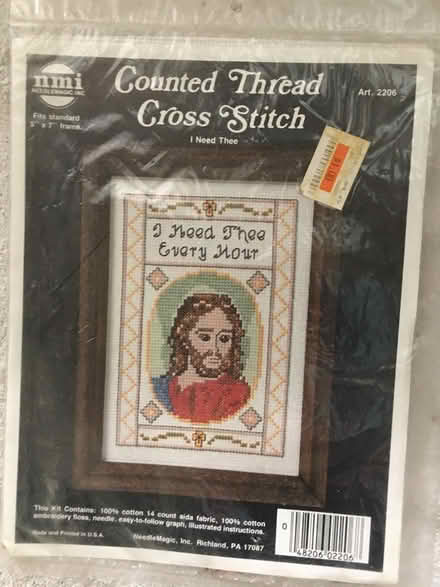 nmi
NEEDLEMAGIC INC
Counted Thread
Cross Stitch
Art. 2206
Fits standard
5" x 7" frame.
I Need Thee
I Need Thee
Every Hour
This Kit Contains: 100% cotton 14 count aida fabric, 100% cotton
embroidery floss, needle, easy-to-follow graph, illustrated instructions.
Made and Printed in U.S.A.
NeedleMagic, Inc. Richland, PA 17087
0
48206 02206